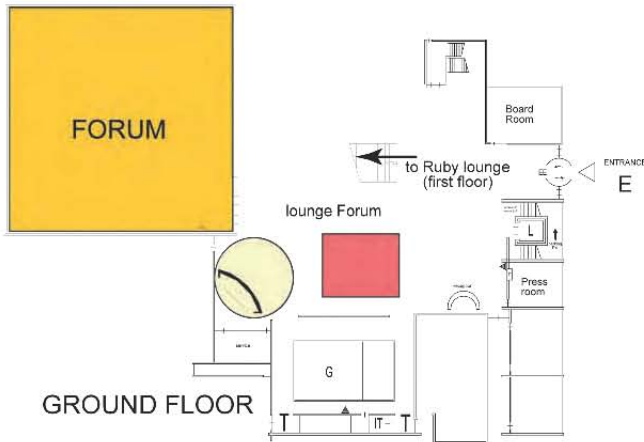 FORUM
Board
Room
ENTRANCE
E
to Ruby lounge
(first floor)
lounge Forum
L
Press
room
G
GROUND FLOOR
T
IT
T